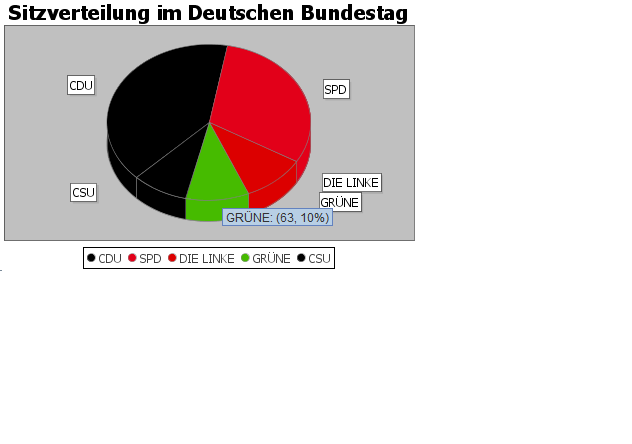 Sitzverteilung im Deutschen Bundestag
CDU
SPD
DIE LINKE
CSU
GRÜNE
GRÜNE: (63, 10%)
CDU SPD DIE LINKE GRÜNE CSU